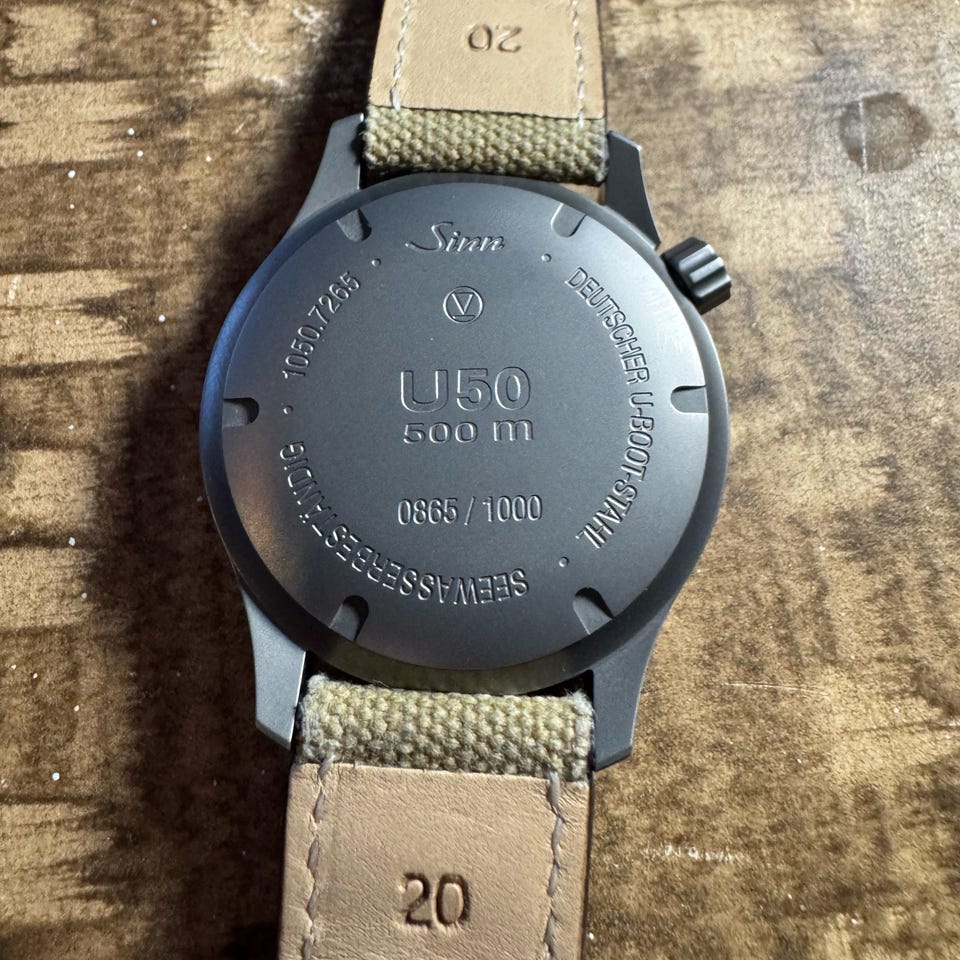 20
Sinn
V
U50
500 m
0865 / 1000
DEUTSCHER U-BOOT-STAHL
SEEWASSERBESTÄNDIG
1050.7265
20